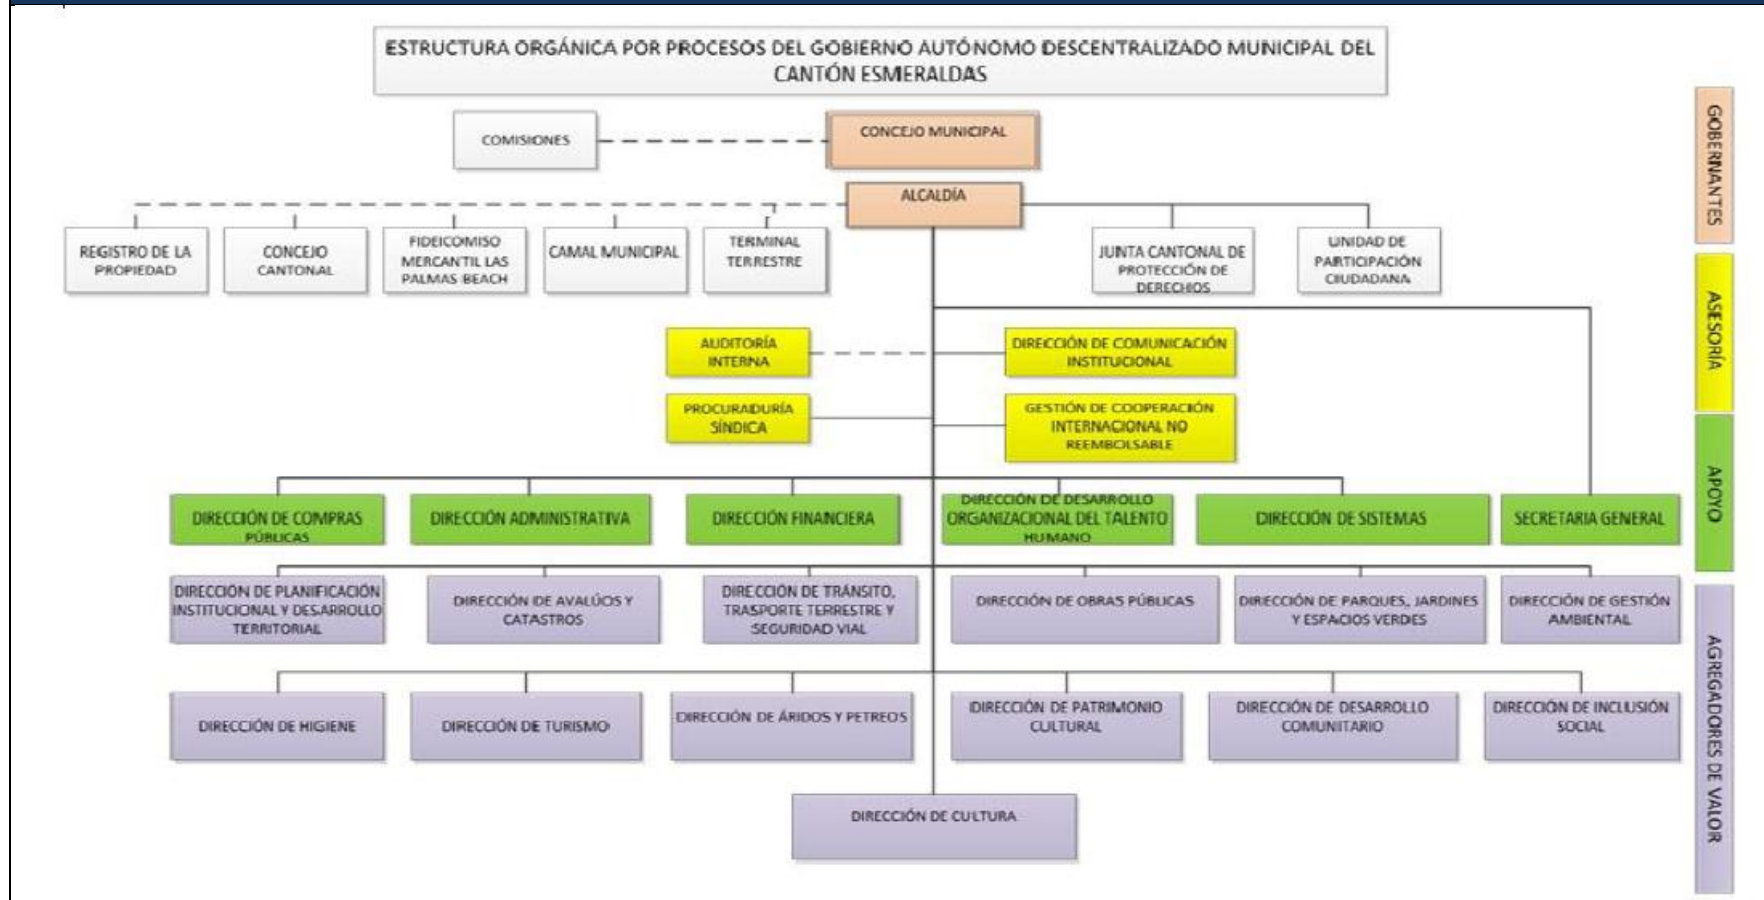 ESTRUCTURA ORGÁNICA POR PROCESOS DEL GOBIERNO AUTÓNOMO DESCENTRALIZADO MUNICIPAL DEL
CANTÓN ESMERALDAS
COMISIONES
CONCEJO MUNICIPAL
ALCALDÍA
REGISTRO DE LA
PROPIEDAD
CONCEJO
CANTONAL
FIDEICOMISO
MERCANTIL LAS
PALMAS BEACH
CAMAL MUNICIPAL
TERMINAL
TERRESTRE
JUNTA CANTONAL DE
PROTECCIÓN DE
DERECHOS
UNIDAD DE
PARTICIPACIÓN
CIUDADANA
AUDITORÍA
INTERNA
DIRECCIÓN DE COMUNICACIÓN
INSTITUCIONAL
PROCURADURÍA
SÍNDICA
GESTIÓN DE COOPERACIÓN
INTERNACIONAL NO
REEMBOLSABLE
DIRECCIÓN DE COMPRAS
PÚBLICAS
DIRECCIÓN ADMINISTRATIVA
DIRECCIÓN FINANCIERA
DIRECCIÓN DE DESARROLLO
ORGANIZACIONAL DEL TALENTO
HUMANO
DIRECCIÓN DE SISTEMAS
SECRETARIA GENERAL
DIRECCIÓN DE PLANIFICACIÓN
INSTITUCIONAL Y DESARROLLO
TERRITORIAL
DIRECCIÓN DE AVALÚOS Y
CATASTROS
DIRECCIÓN DE TRÁNSITO,
TRASPORTE TERRESTRE Y
SEGURIDAD VIAL
DIRECCIÓN DE OBRAS PÚBLICAS
DIRECCIÓN DE PARQUES, JARDINES
Y ESPACIOS VERDES
DIRECCIÓN DE GESTIÓN
AMBIENTAL
DIRECCIÓN DE HIGIENE
DIRECCIÓN DE TURISMO
DIRECCIÓN DE ÁRIDOS Y PETREOS
DIRECCIÓN DE PATRIMONIO
CULTURAL
DIRECCIÓN DE DESARROLLO
COMUNITARIO
DIRECCIÓN DE INCLUSIÓN
SOCIAL
DIRECCIÓN DE CULTURA
GOBERNANTES
ASESORÍA
APOYO
AGREGADORES DE VALOR